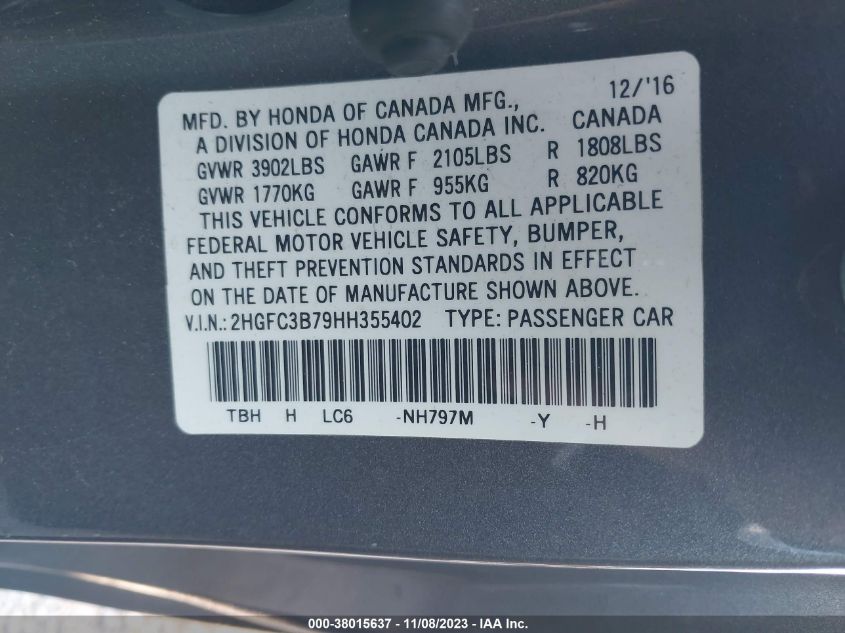 12/'16
MFD. BY HONDA OF CANADA MFG.,
A DIVISION OF HONDA CANADA INC. CANADA
GVWR 3902LBS GAWR F 2105LBS R 1808LBS
GVWR 1770KG GAWR F 955KG R 820KG
THIS VEHICLE CONFORMS TO ALL APPLICABLE
FEDERAL MOTOR VEHICLE SAFETY, BUMPER,
AND THEFT PREVENTION STANDARDS IN EFFECT
ON THE DATE OF MANUFACTURE SHOWN ABOVE.
V.I.N.: 2HGFC3B79HH355402 TYPE: PASSENGER CAR
TBH H LC6 -NH797M -Y -H
000-38015637 - 11/08/2023 - IAA Inc.